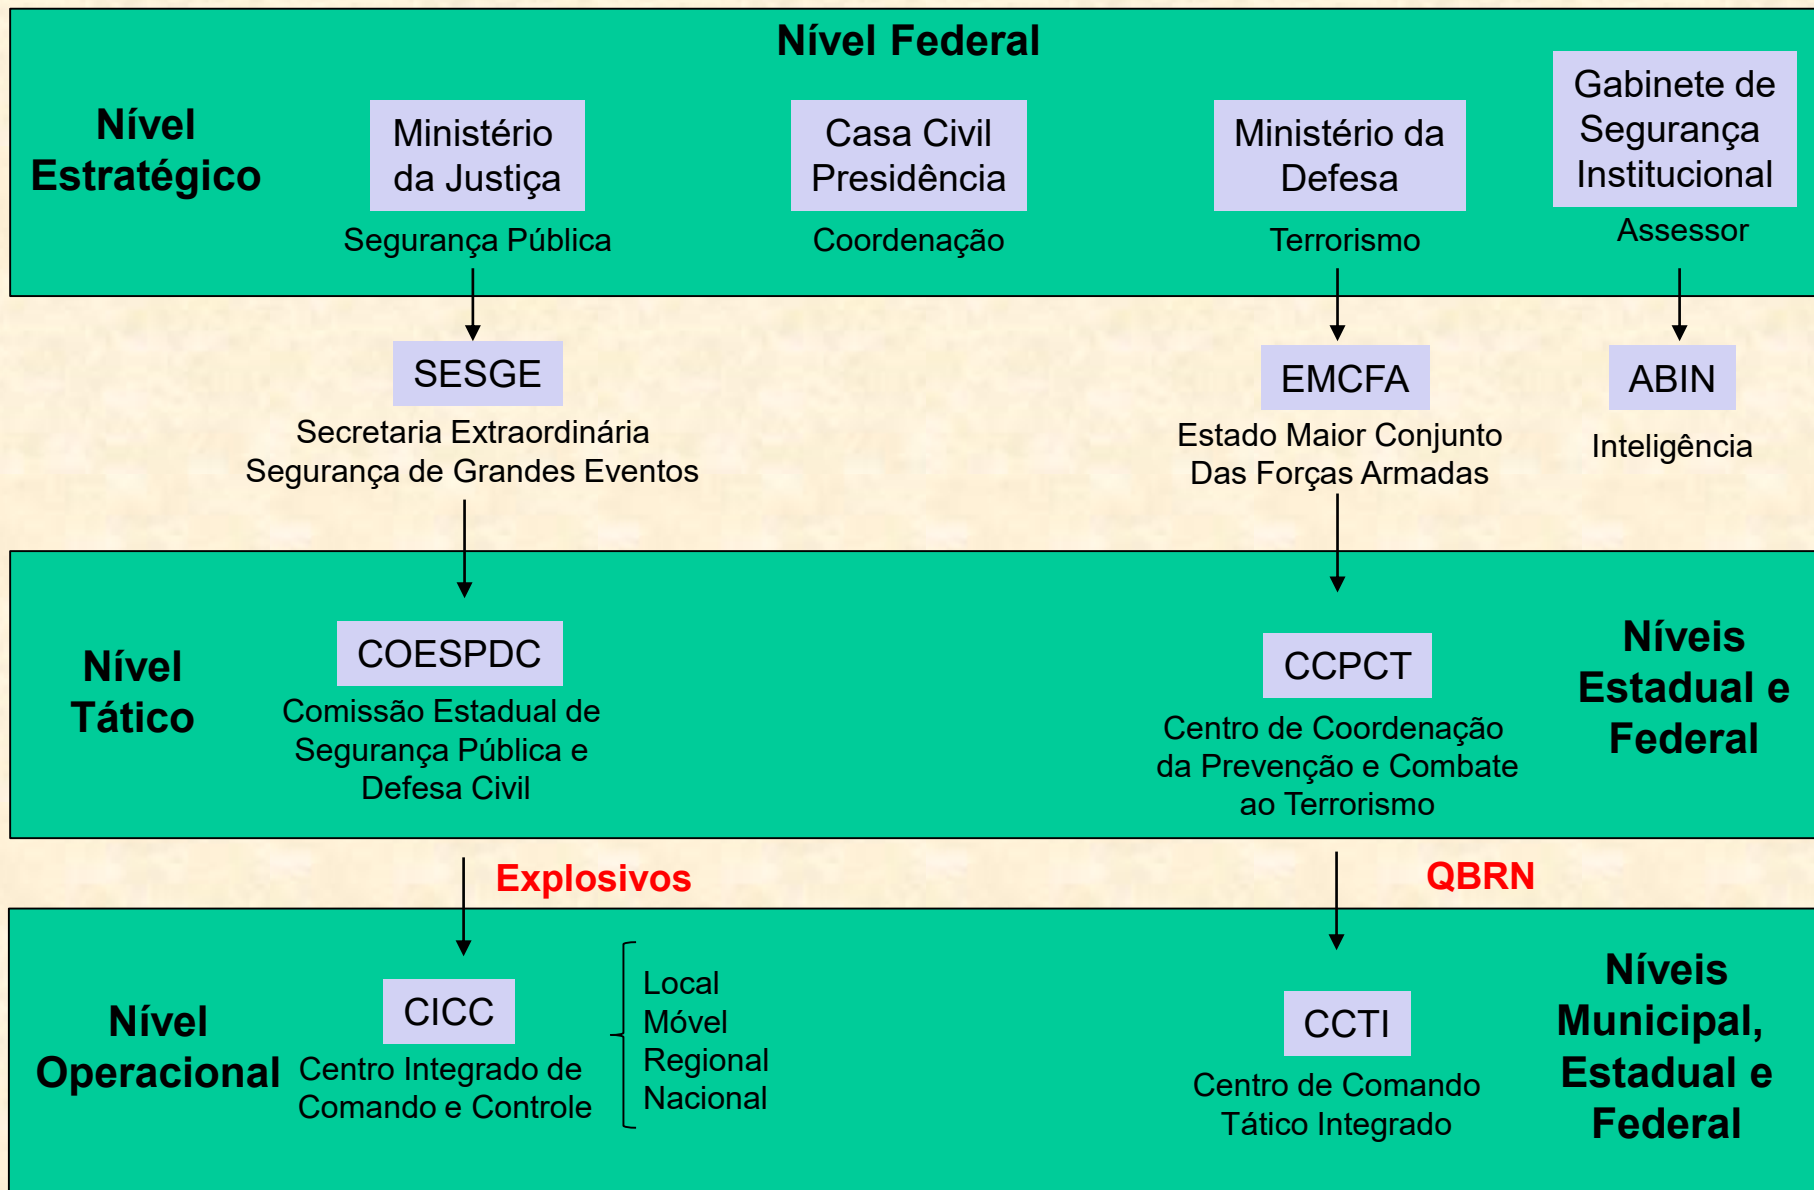 Nível Federal
Nível
Estratégico
Ministério
da Justiça
Segurança Pública
Casa Civil
Presidência
Coordenação
Ministério da
Defesa
Terrorismo
Gabinete de
Segurança
Institucional
Assessor
SESGE
Secretaria Extraordinária
Segurança de Grandes Eventos
EMCFA
Estado Maior Conjunto
Das Forças Armadas
ABIN
Inteligência
Nível
Tático
COESPDC
Comissão Estadual de
Segurança Pública e
Defesa Civil
CCPCT
Centro de Coordenação
da Prevenção e Combate
ao Terrorismo
Níveis
Estadual e
Federal
Explosivos
QBRN
Nível
Operacional
CICC
Centro Integrado de
Comando e Controle
Local
Móvel
Regional
Nacional
CCTI
Centro de Comando
Tático Integrado
Níveis
Municipal,
Estadual e
Federal